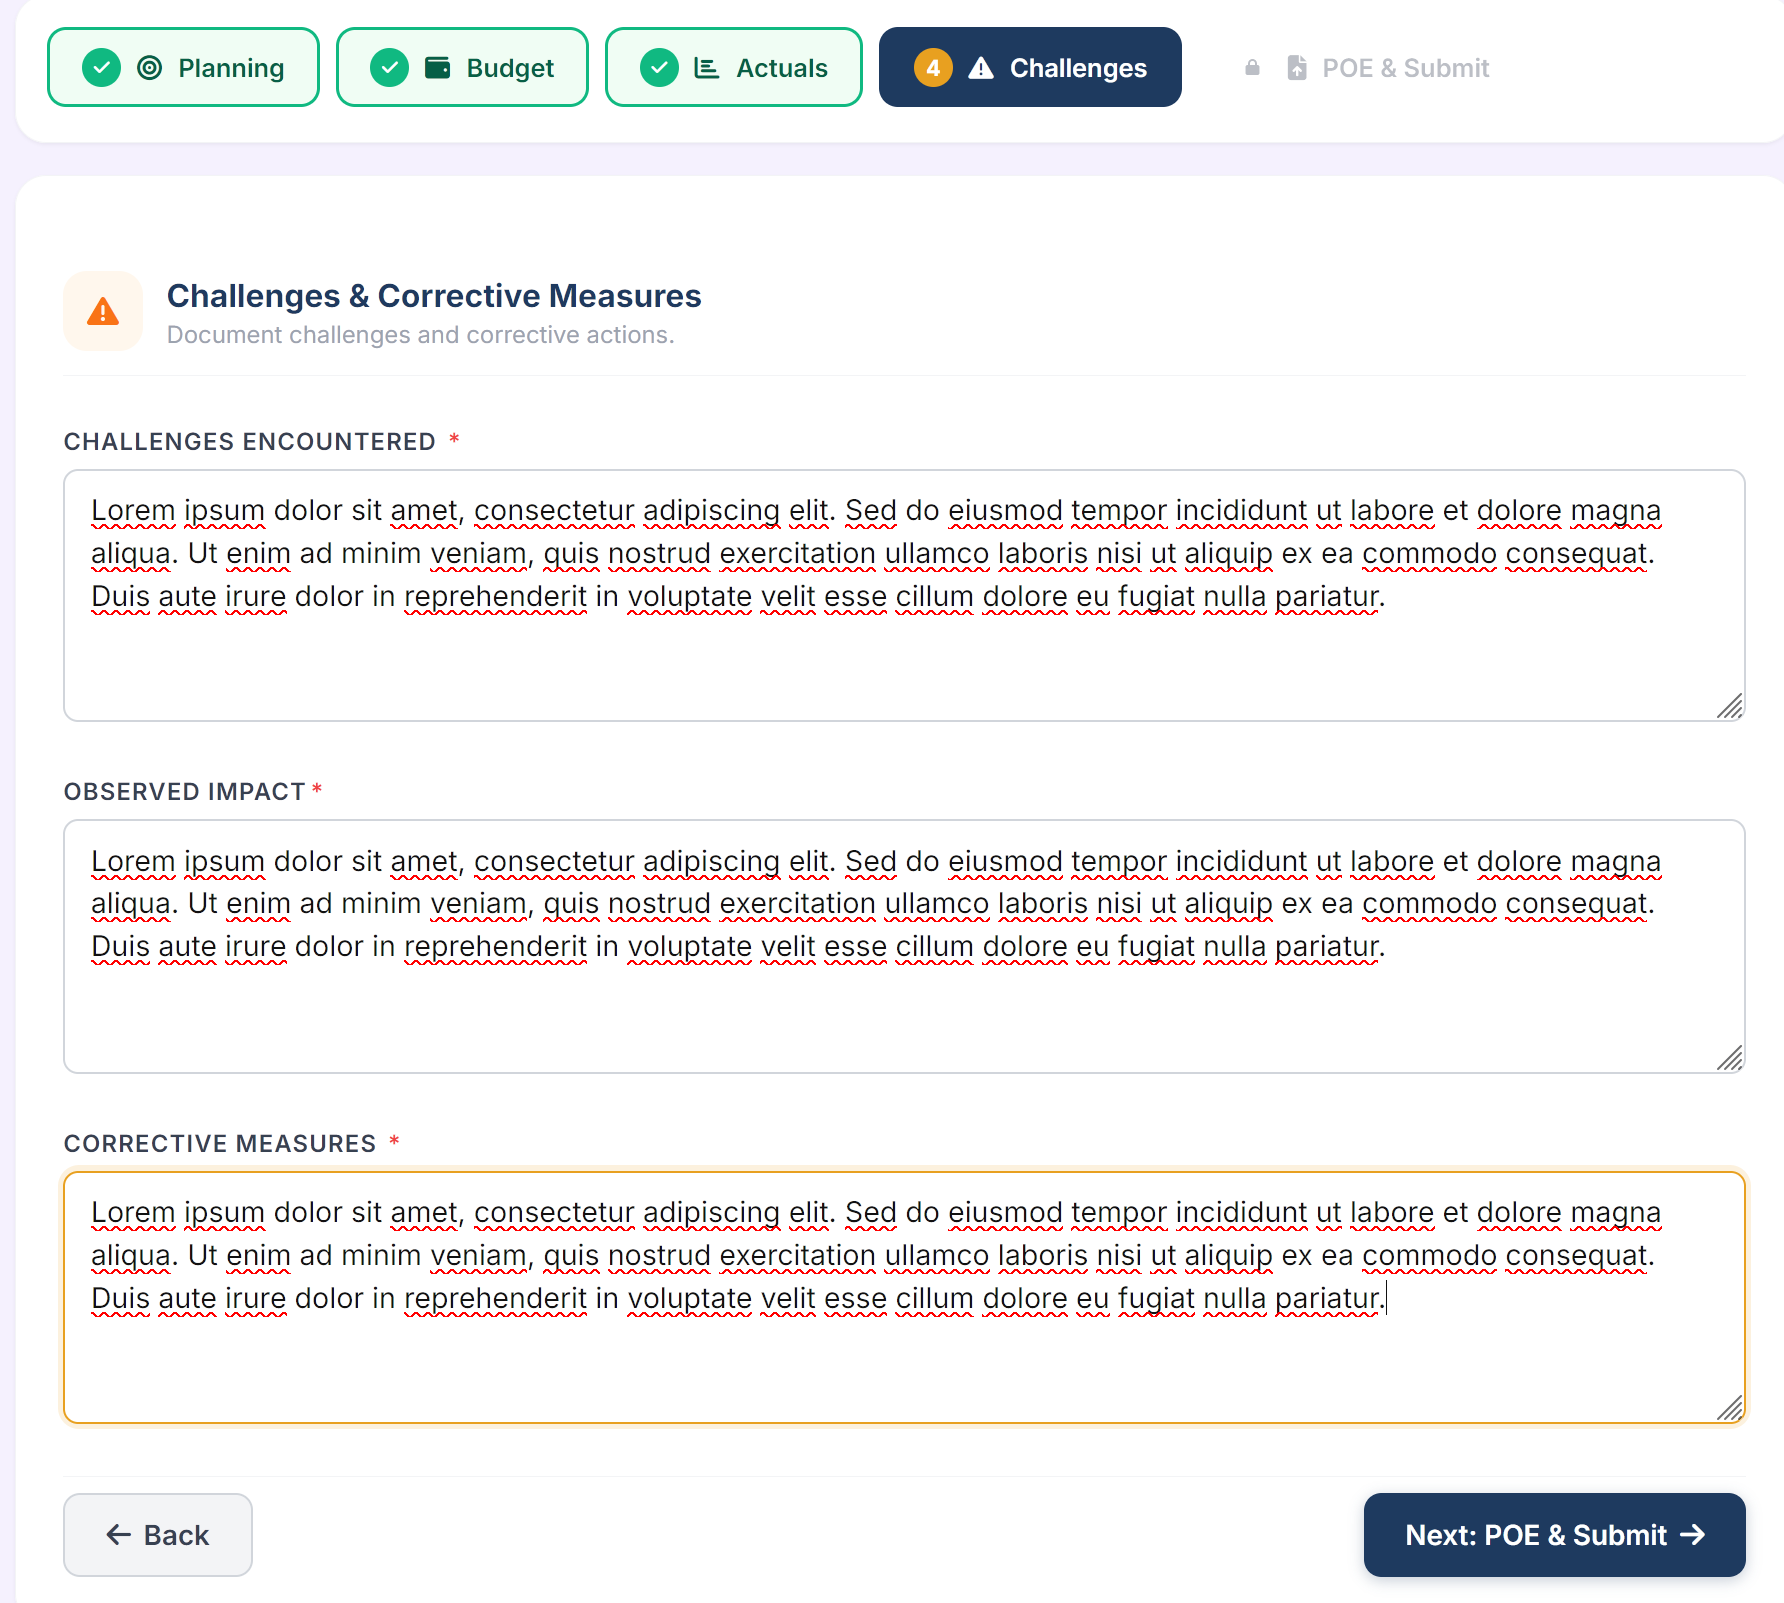 Planning
Budget
Actuals
4 Challenges
POE & Submit
Challenges & Corrective Measures
Document challenges and corrective actions.
CHALLENGES ENCOUNTERED *
Lorem ipsum dolor sit amet, consectetur adipiscing elit. Sed do eiusmod tempor incididunt ut labore et dolore magna
aliqua. Ut enim ad minim veniam, quis nostrud exercitation ullamco laboris nisi ut aliquip ex ea commodo consequat.
Duis aute irure dolor in reprehenderit in voluptate velit esse cillum dolore eu fugiat nulla pariatur.
OBSERVED IMPACT *
Lorem ipsum dolor sit amet, consectetur adipiscing elit. Sed do eiusmod tempor incididunt ut labore et dolore magna
aliqua. Ut enim ad minim veniam, quis nostrud exercitation ullamco laboris nisi ut aliquip ex ea commodo consequat.
Duis aute irure dolor in reprehenderit in voluptate velit esse cillum dolore eu fugiat nulla pariatur.
CORRECTIVE MEASURES *
Lorem ipsum dolor sit amet, consectetur adipiscing elit. Sed do eiusmod tempor incididunt ut labore et dolore magna
aliqua. Ut enim ad minim veniam, quis nostrud exercitation ullamco laboris nisi ut aliquip ex ea commodo consequat.
Duis aute irure dolor in reprehenderit in voluptate velit esse cillum dolore eu fugiat nulla pariatur.
← Back
Next: POE & Submit →